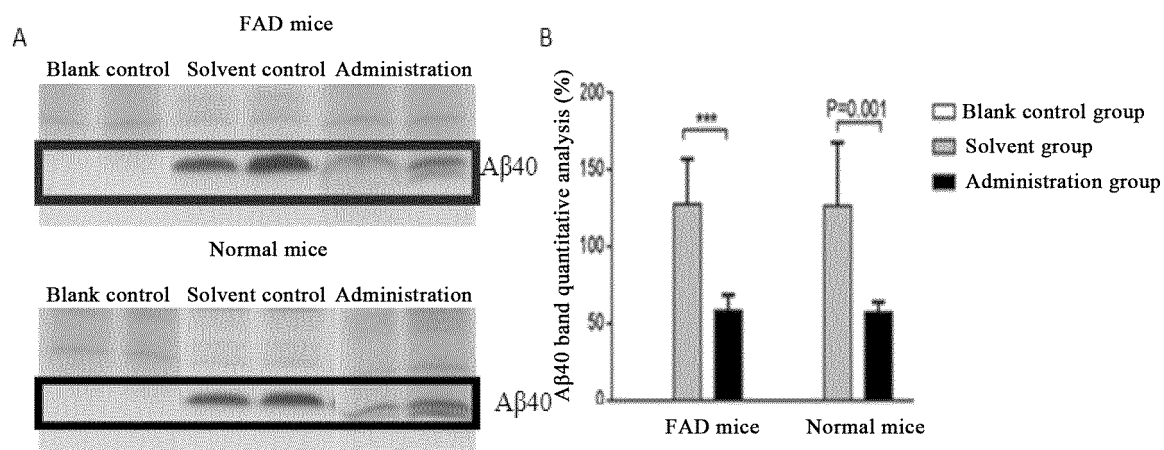 A
FAD mice
Blank control Solvent control Administration
Aβ40
Normal mice
Blank control Solvent control Administration
Aβ40
B
Aβ40 band quantitative analysis (%)
200
150
100
50
0
***
P=0.001
FAD mice Normal mice
Blank control group
Solvent group
Administration group